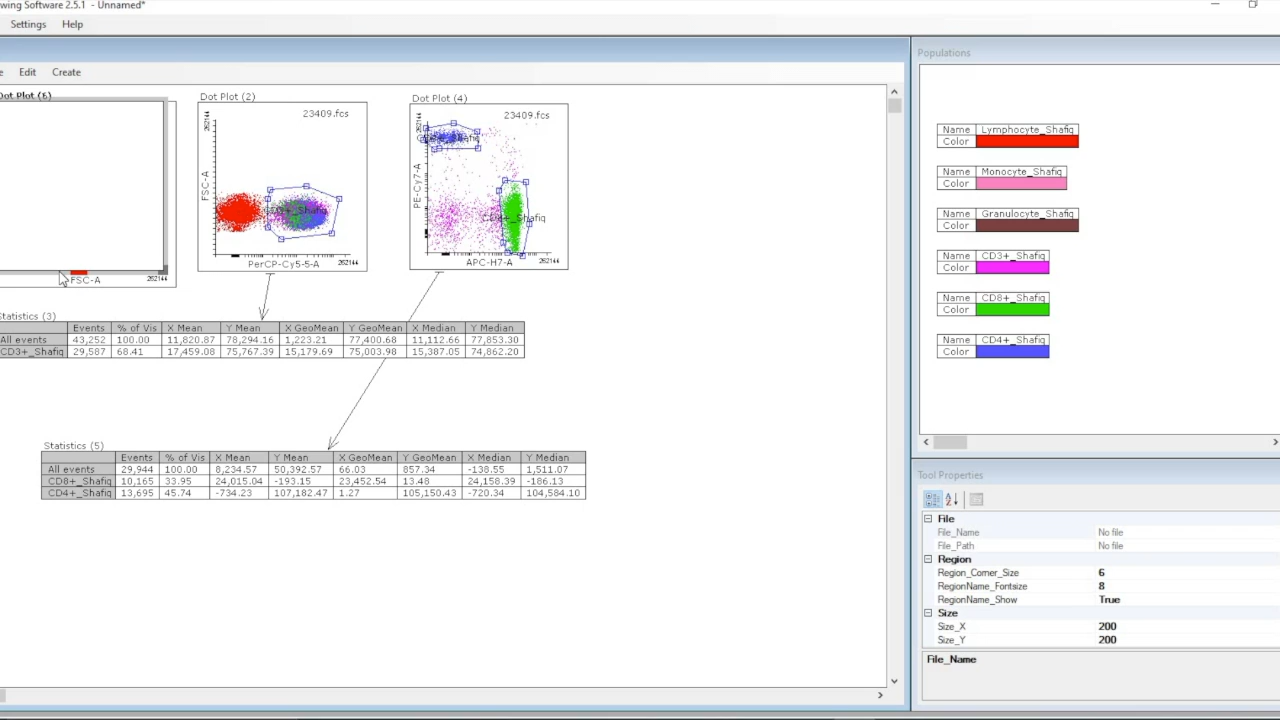 wing Software 2.5.1 - Unnamed*
Settings Help
e Edit Create
Dot Plot (6)
FSC-A
262144
Dot Plot (2)
23409.fcs
262144
FSC-A
CD3+_Shafiq
PerCP-Cy5-5-A
262144
Dot Plot (4)
23409.fcs
262144
PE-Cy7-A
APC-H7-A
262144
Statistics (3)
Events % of Vis X Mean Y Mean X GeoMean Y GeoMean X Median Y Median
All events 43,252 100.00 11,820.87 78,294.16 1,223.21 77,400.68 11,112.66 77,853.30
CD3+_Shafiq 29,587 68.41 17,459.08 75,767.39 15,179.69 75,003.98 15,387.05 74,862.20
Statistics (5)
Events % of Vis X Mean Y Mean X GeoMean Y GeoMean X Median Y Median
All events 29,944 100.00 8,234.57 50,392.57 66.03 857.34 -138.55 1,511.07
CD8+_Shafiq 10,165 33.95 24,015.04 193.15 23,452.54 13.48 24,158.39 -186.13
CD4+_Shafiq 13,695 45.74 -734.23 107,182.47 1.27 105,150.43 -720.34 104,584.10
Populations
Name Lymphocyte_Shafiq
Color
Name Monocyte_Shafiq
Color
Name Granulocyte_Shafiq
Color
Name CD3+_Shafiq
Color
Name CD8+_Shafiq
Color
Name CD4+_Shafiq
Color
Tool Properties
File
File_Name No file
File_Path No file
Region
Region_Corner_Size 6
RegionName_Fontsize 8
RegionName_Show True
Size
Size_X 200
Size_Y 200
File_Name